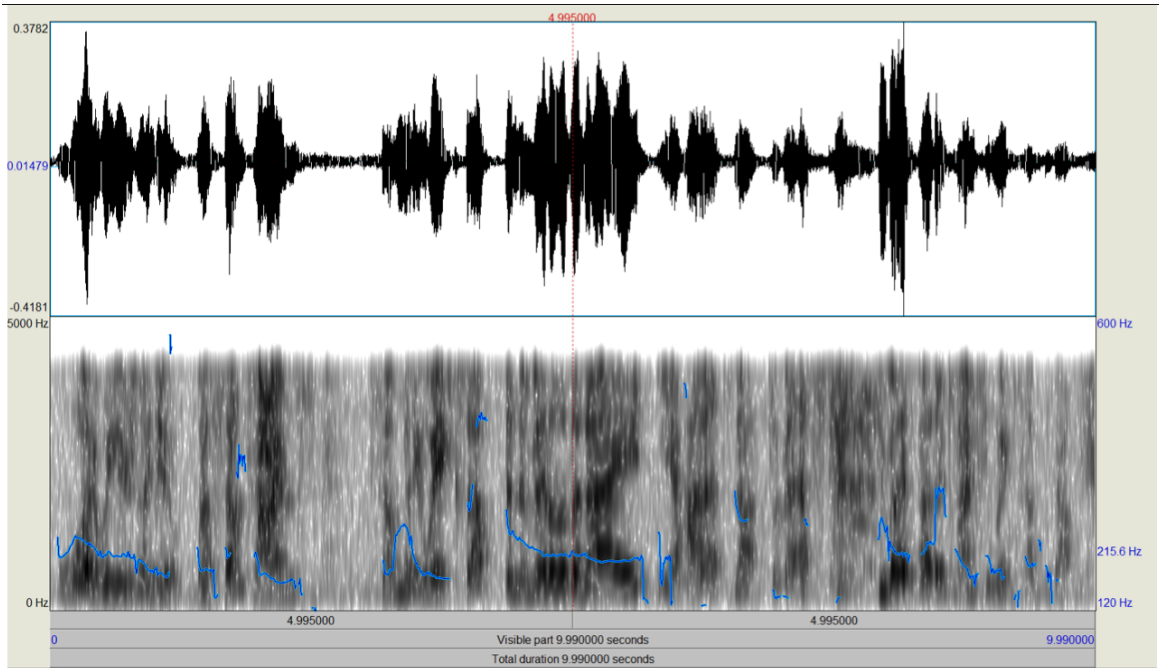 4.995000
0.3782
0.01479
-0.4181
5000 Hz 600 Hz
215.6 Hz
0 Hz 120 Hz
4.995000 4.995000
0 Visible part 9.990000 seconds 9.990000
Total duration 9.990000 seconds